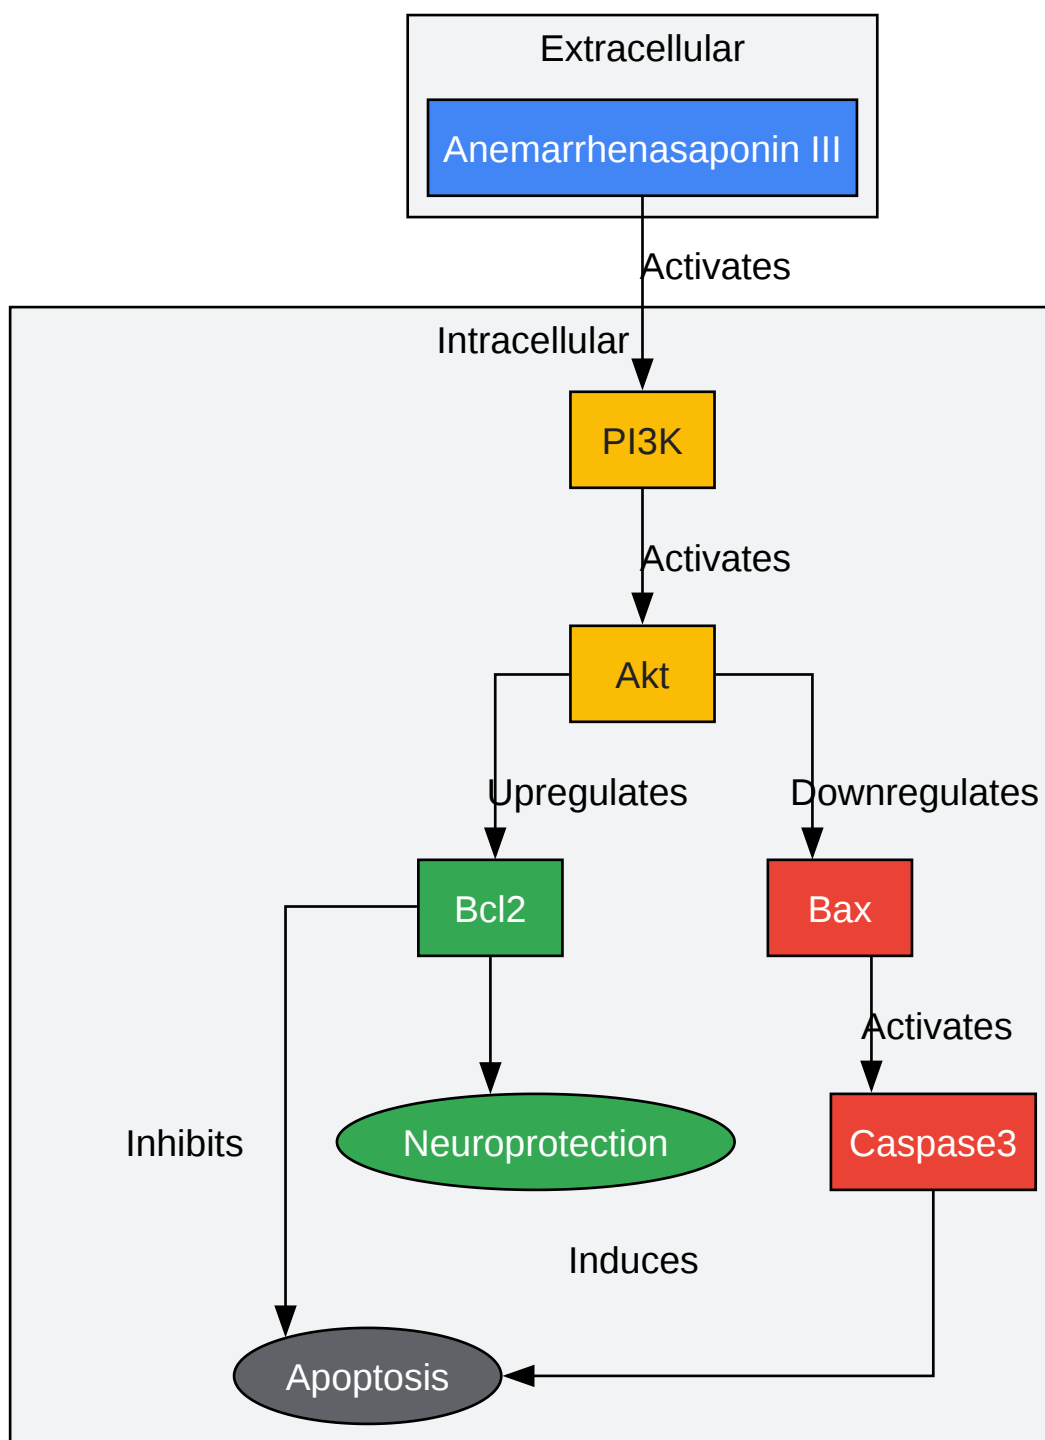 Extracellular
Anemarrhenasaponin III
Activates
Intracellular
PI3K
Activates
Akt
Upregulates
Downregulates
Bcl2
Bax
Activates
Inhibits
Neuroprotection
Caspase3
Induces
Apoptosis